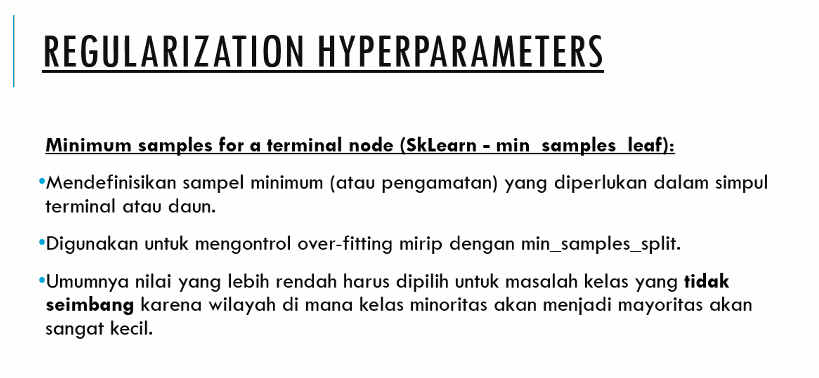 REGULARIZATION HYPERPARAMETERS
Minimum samples for a terminal node (SkLearn - min_samples_leaf):
•Mendefinisikan sampel minimum (atau pengamatan) yang diperlukan dalam simpul
terminal atau daun.
•Digunakan untuk mengontrol over-fitting mirip dengan min_samples_split.
•Umumnya nilai yang lebih rendah harus dipilih untuk masalah kelas yang tidak
seimbang karena wilayah di mana kelas minoritas akan menjadi mayoritas akan
sangat kecil.